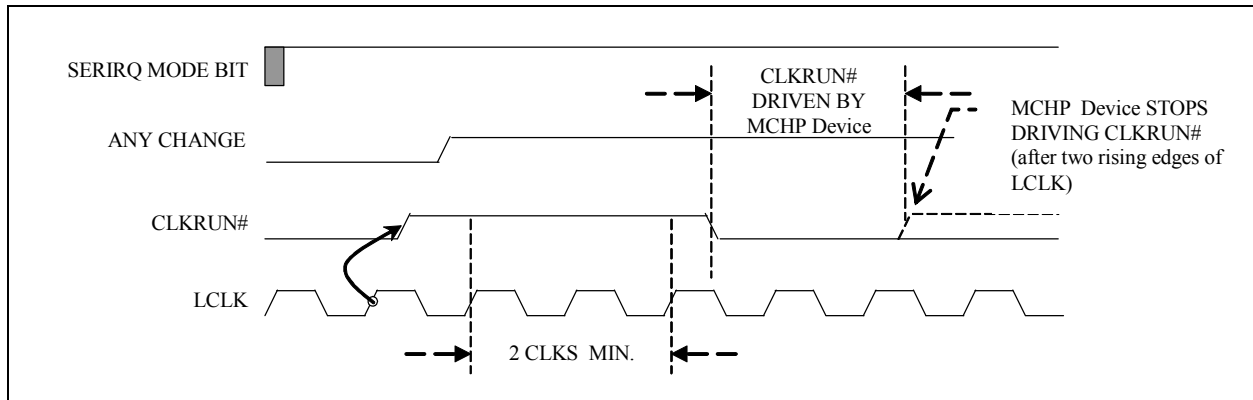 SERIRQ MODE BIT
CLKRUN#
DRIVEN BY
MCHP Device
MCHP Device STOPS
DRIVING CLKRUN#
(after two rising edges of
LCLK)
ANY CHANGE
CLKRUN#
LCLK
2 CLKS MIN.